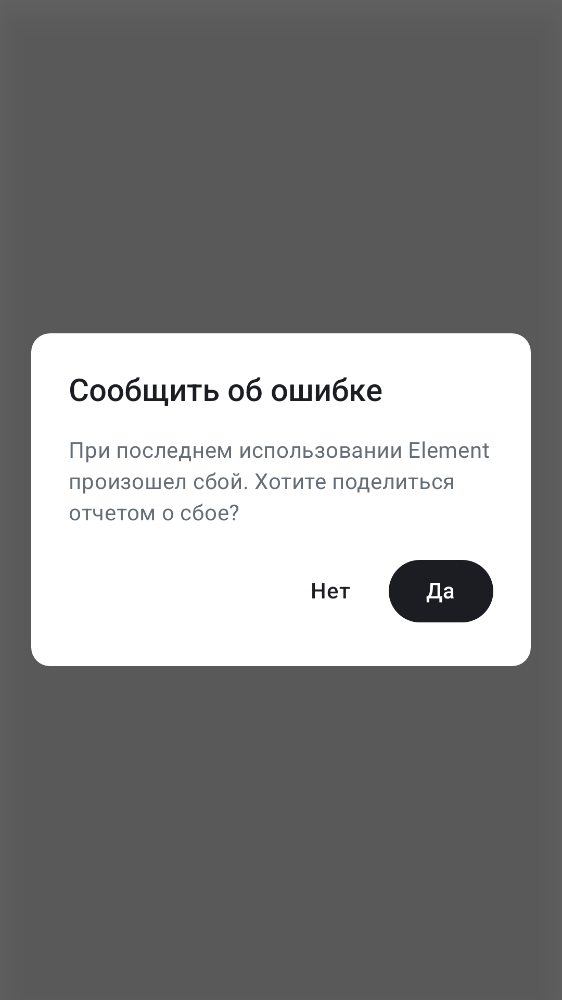 Сообщить об ошибке
При последнем использовании Element
произошел сбой. Хотите поделиться
отчетом о сбое?
Нет
Да